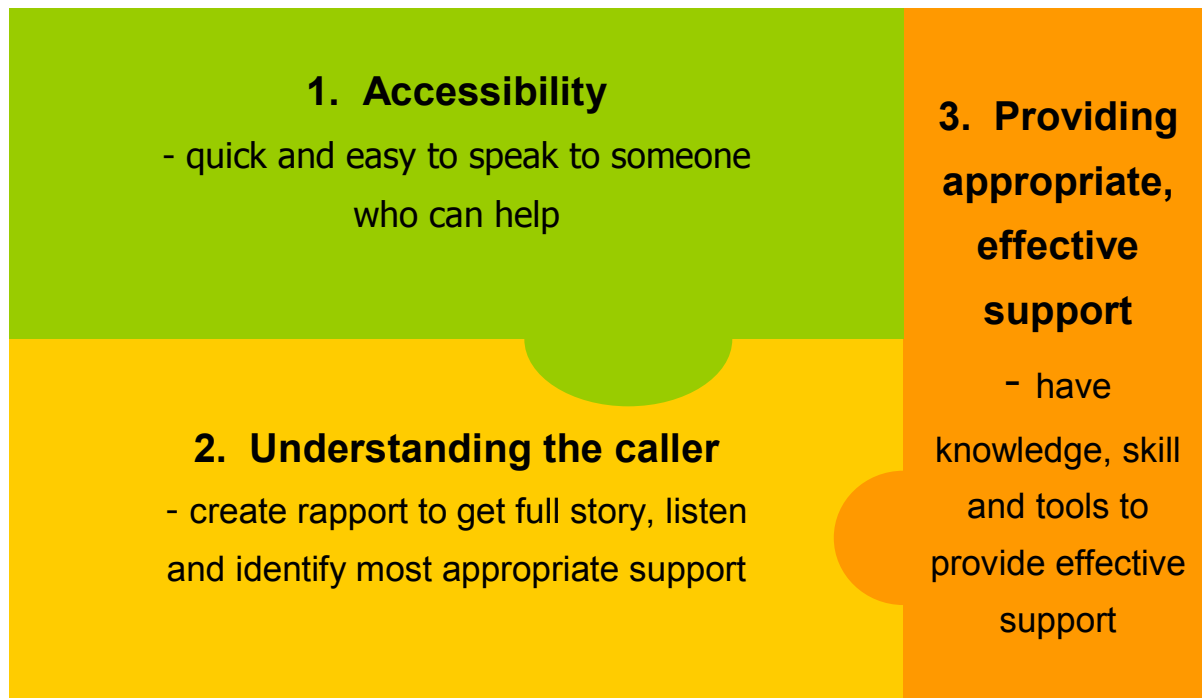 1. Accessibility
- quick and easy to speak to someone
who can help
2. Understanding the caller
- create rapport to get full story, listen
and identify most appropriate support
3. Providing
appropriate,
effective
support
- have
knowledge, skill
and tools to
provide effective
support